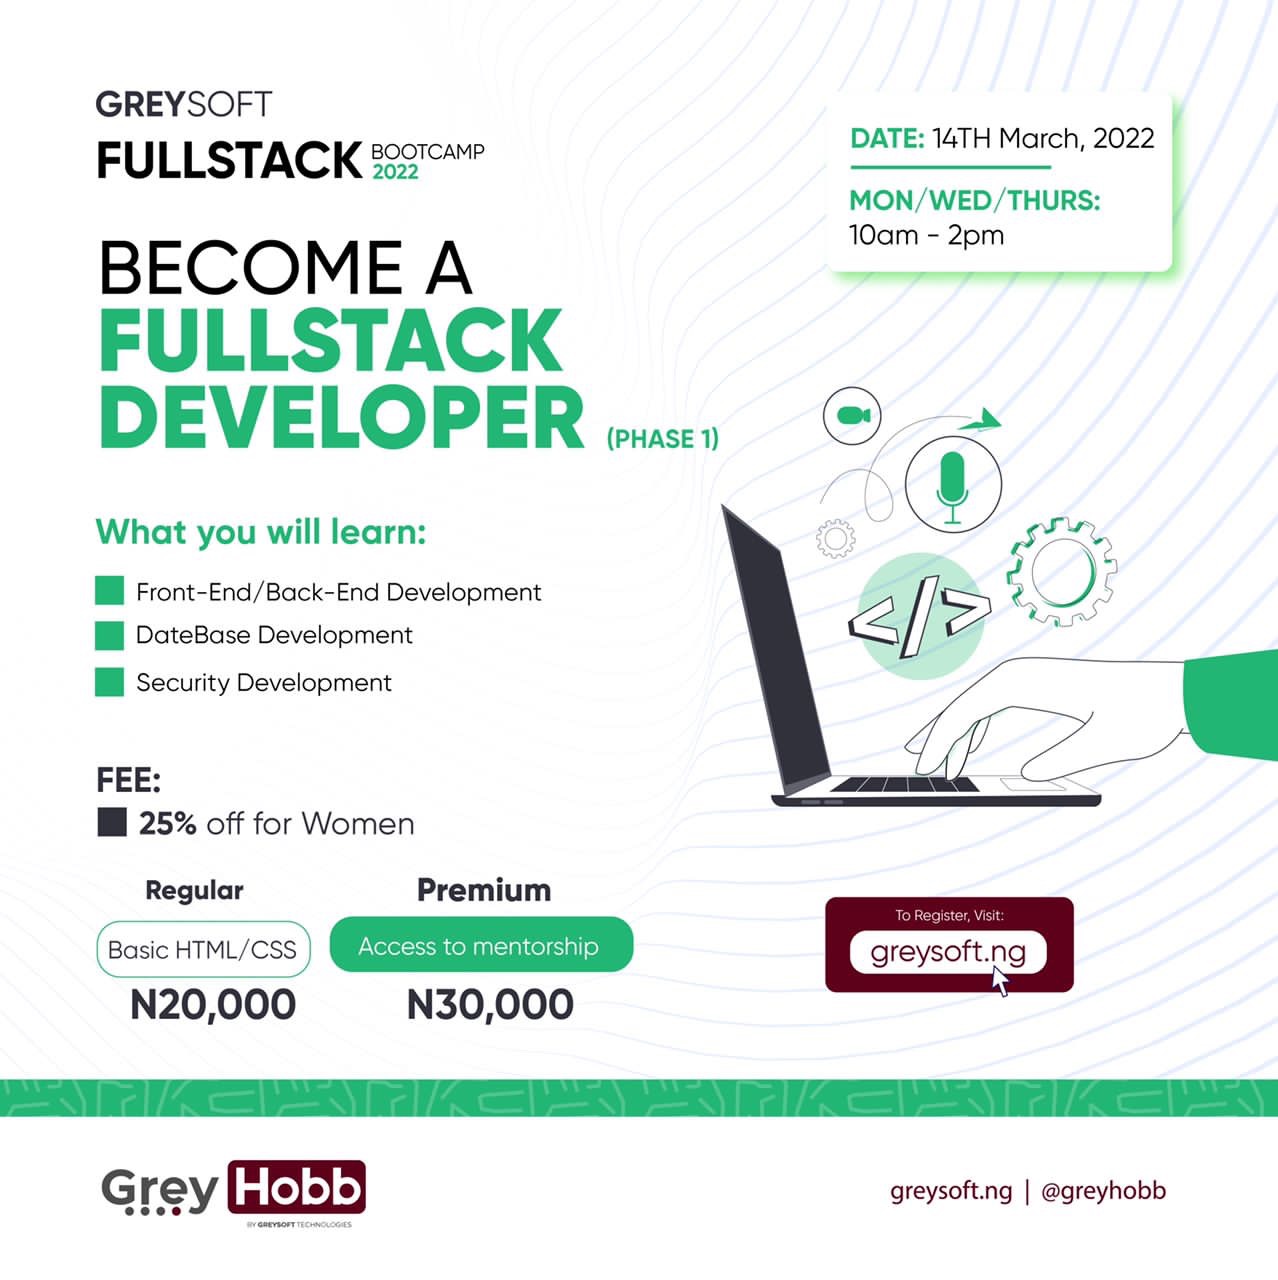 GREYSOFT
FULLSTACK BOOTCAMP 2022
DATE: 14TH March, 2022
MON/WED/THURS:
10am - 2pm
BECOME A
FULLSTACK
DEVELOPER (PHASE 1)
What you will learn:
Front-End/Back-End Development
DateBase Development
Security Development
</>
FEE:
25% off for Women
Regular
Basic HTML/CSS
N20,000
Premium
Access to mentorship
N30,000
To Register, Visit:
greysoft.ng
Grey Hobb
BY GREYSOFT TECHNOLOGIES
greysoft.ng | @greyhobb